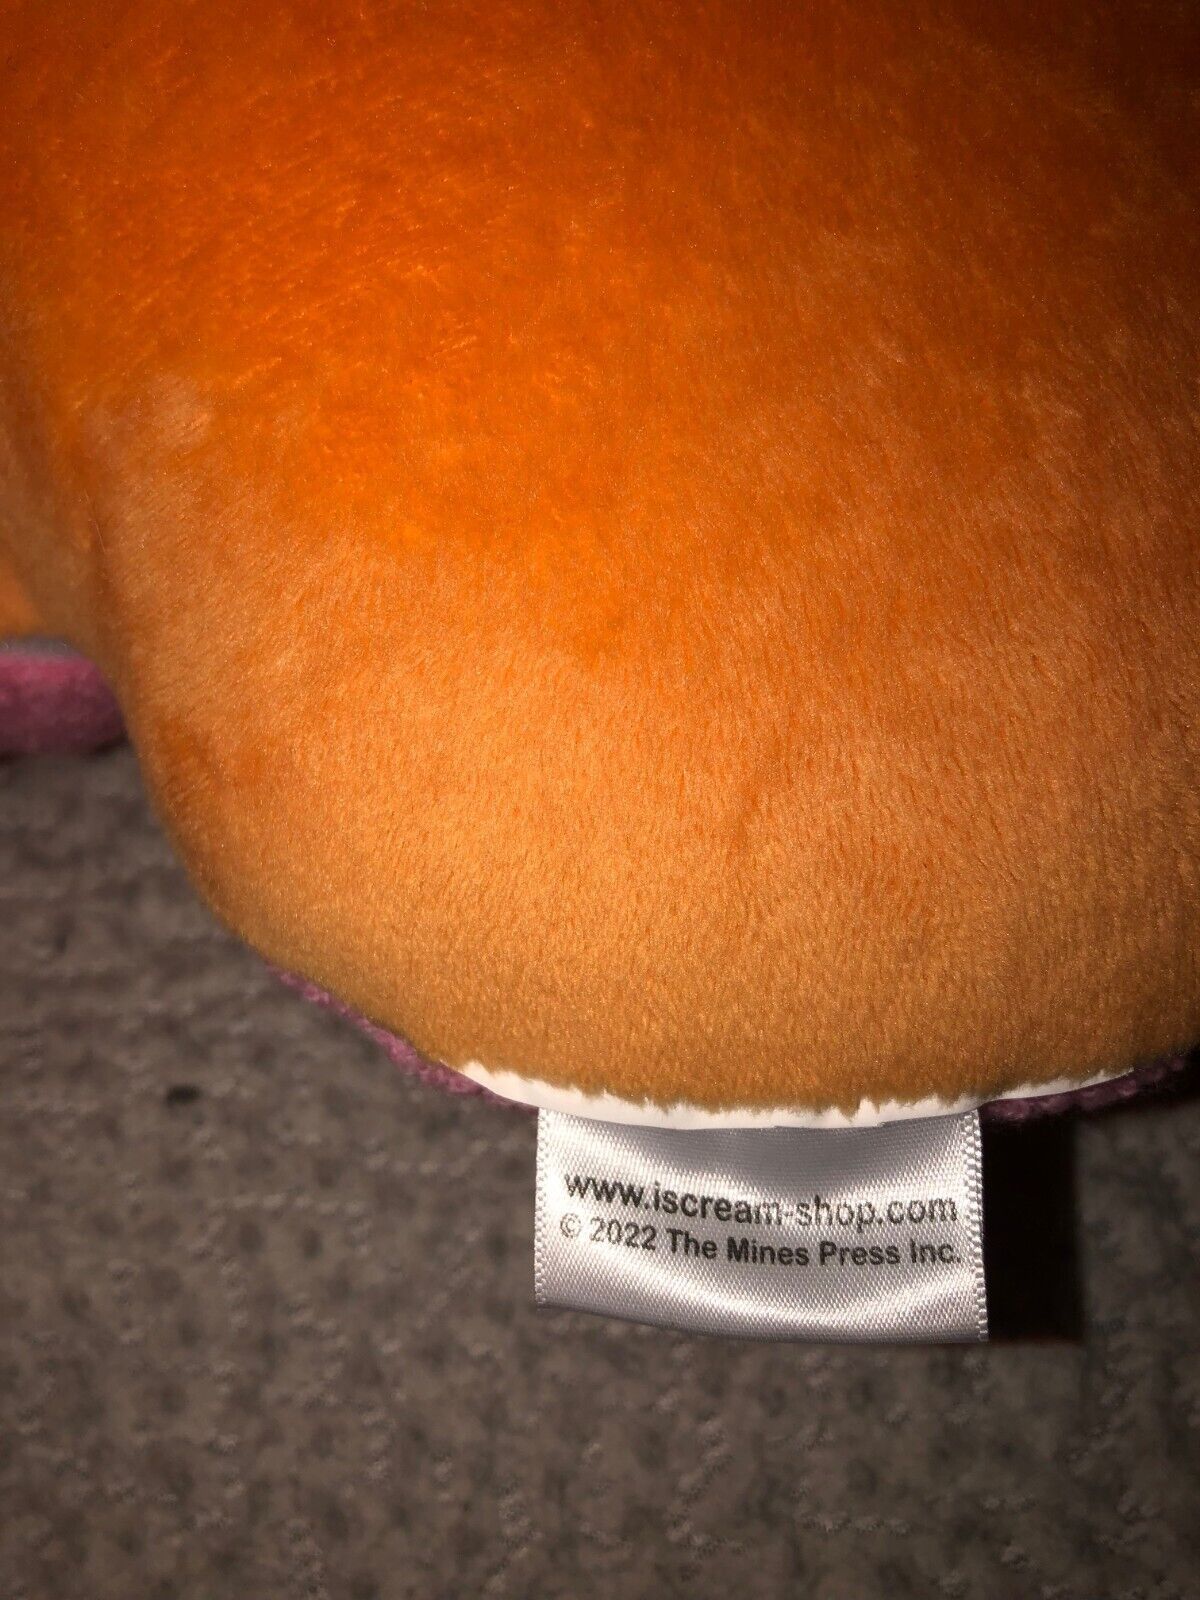 www.iscream-shop.com
© 2022 The Mines Press Inc.